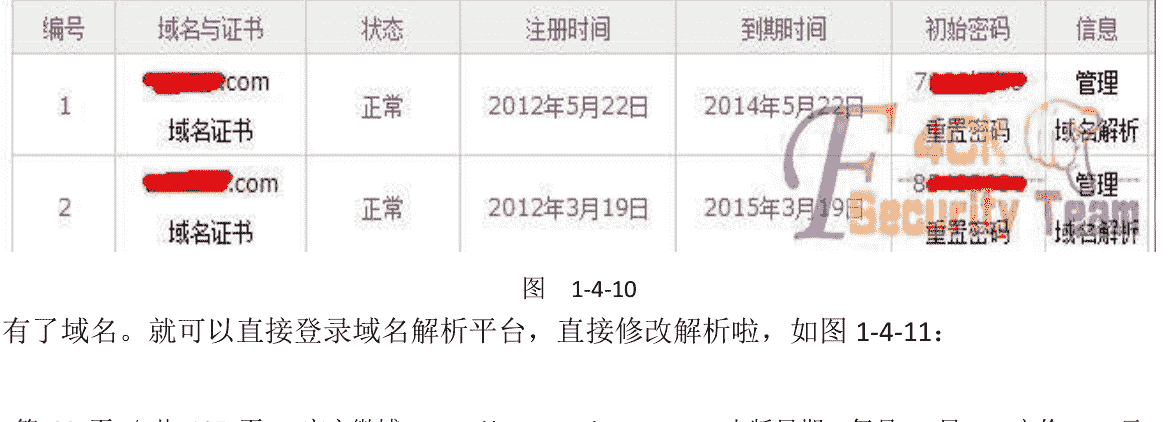 编号 域名与证书 状态 注册时间 到期时间 初始密码 信息
.com 7 管理
1 正常 2012年5月22日 2014年5月22日
域名证书 重置密码 域名解析
F4ck
.com 8 管理
Security Team
2 正常 2012年3月19日 2015年3月19日
域名证书 重置密码 域名解析
图 1-4-10
有了域名。就可以直接登录域名解析平台，直接修改解析啦，如图 1-4-11：